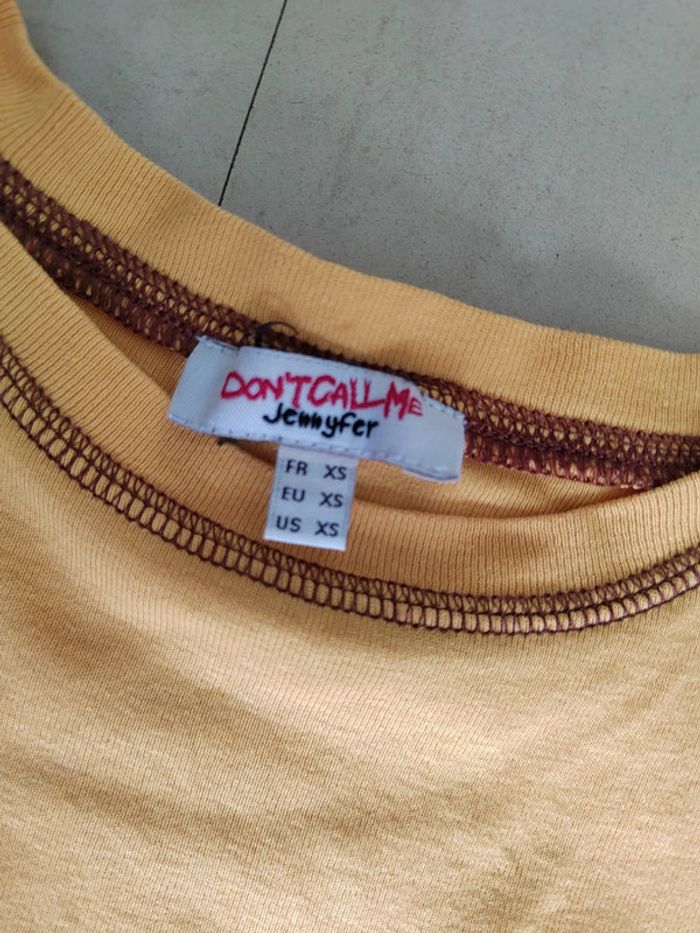 DON'T CALL ME
Jennyfer
FR XS
EU XS
US XS